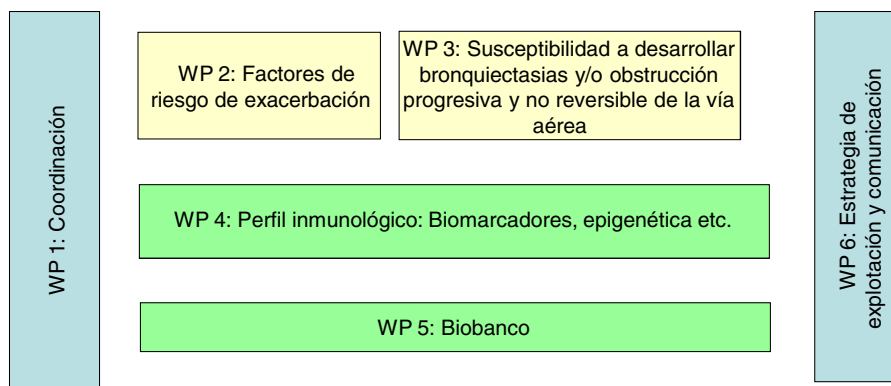 WP 1: Coordinación
WP 2: Factores de
riesgo de exacerbación
WP 3: Susceptibilidad a desarrollar
bronquiectasias y/o obstrucción
progresiva y no reversible de la vía
aérea
WP 4: Perfil inmunológico: Biomarcadores, epigenética etc.
WP 5: Biobanco
WP 6: Estrategia de
explotación y comunicación